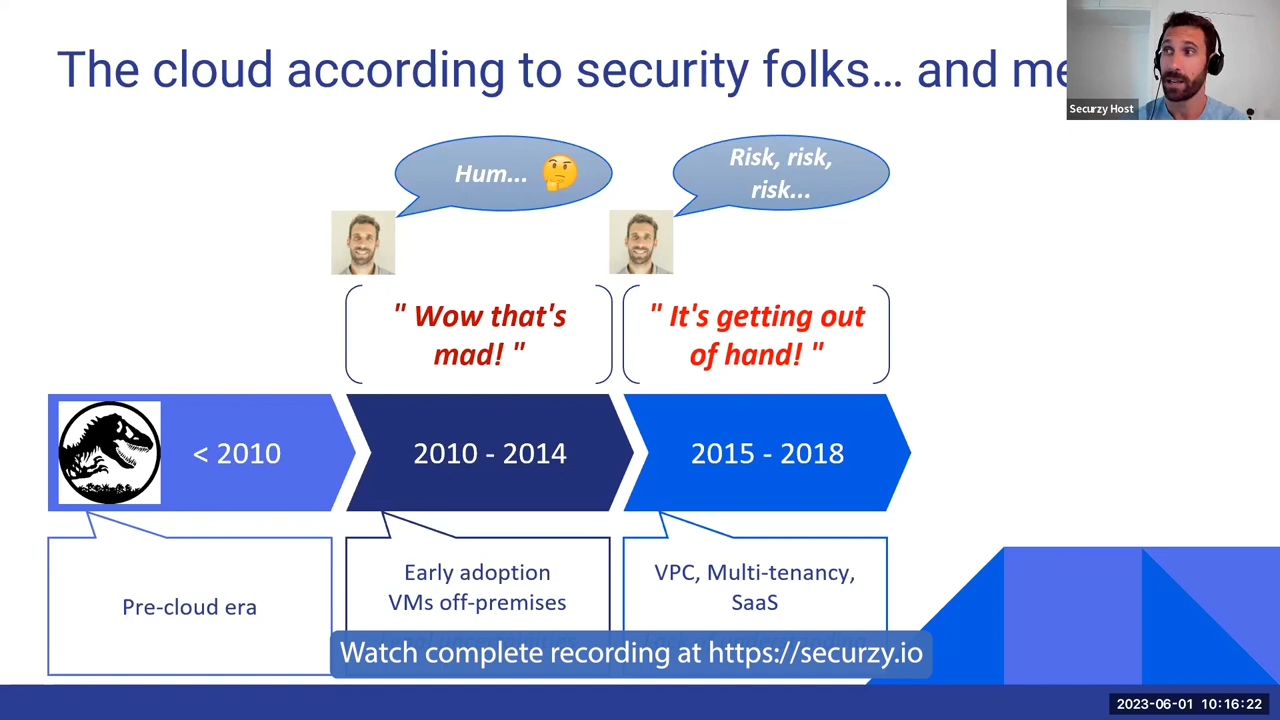 The cloud according to security folks… and me
Securzy Host
Hum...
Risk, risk,
risk...
" Wow that's
mad! "
" It's getting out
of hand! "
< 2010
2010 - 2014
2015 - 2018
Pre-cloud era
Early adoption
VMs off-premises
VPC, Multi-tenancy,
SaaS
Watch complete recording at https://securzy.io
2023-06-01 10:16:22